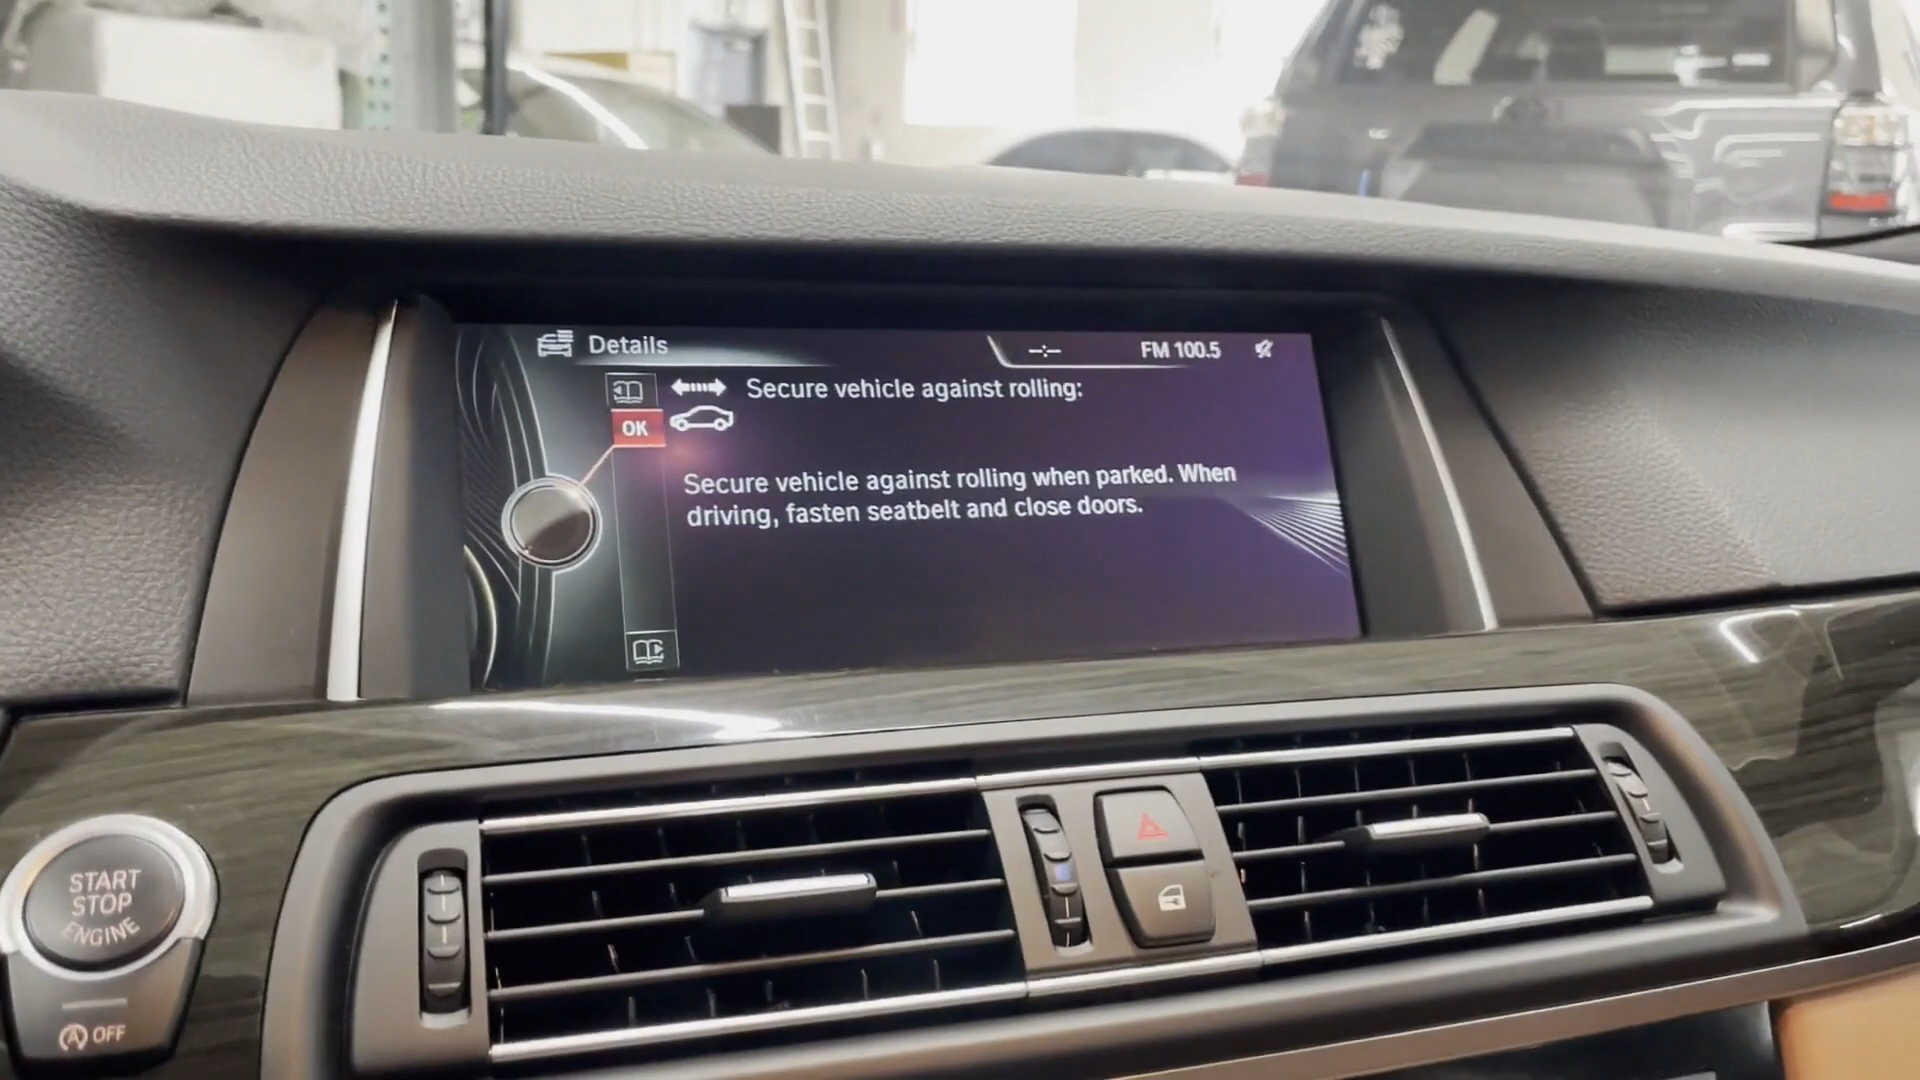 Details
--:--
FM 100.5
Secure vehicle against rolling:
OK
Secure vehicle against rolling when parked. When
driving, fasten seatbelt and close doors.
START
STOP
ENGINE
A OFF